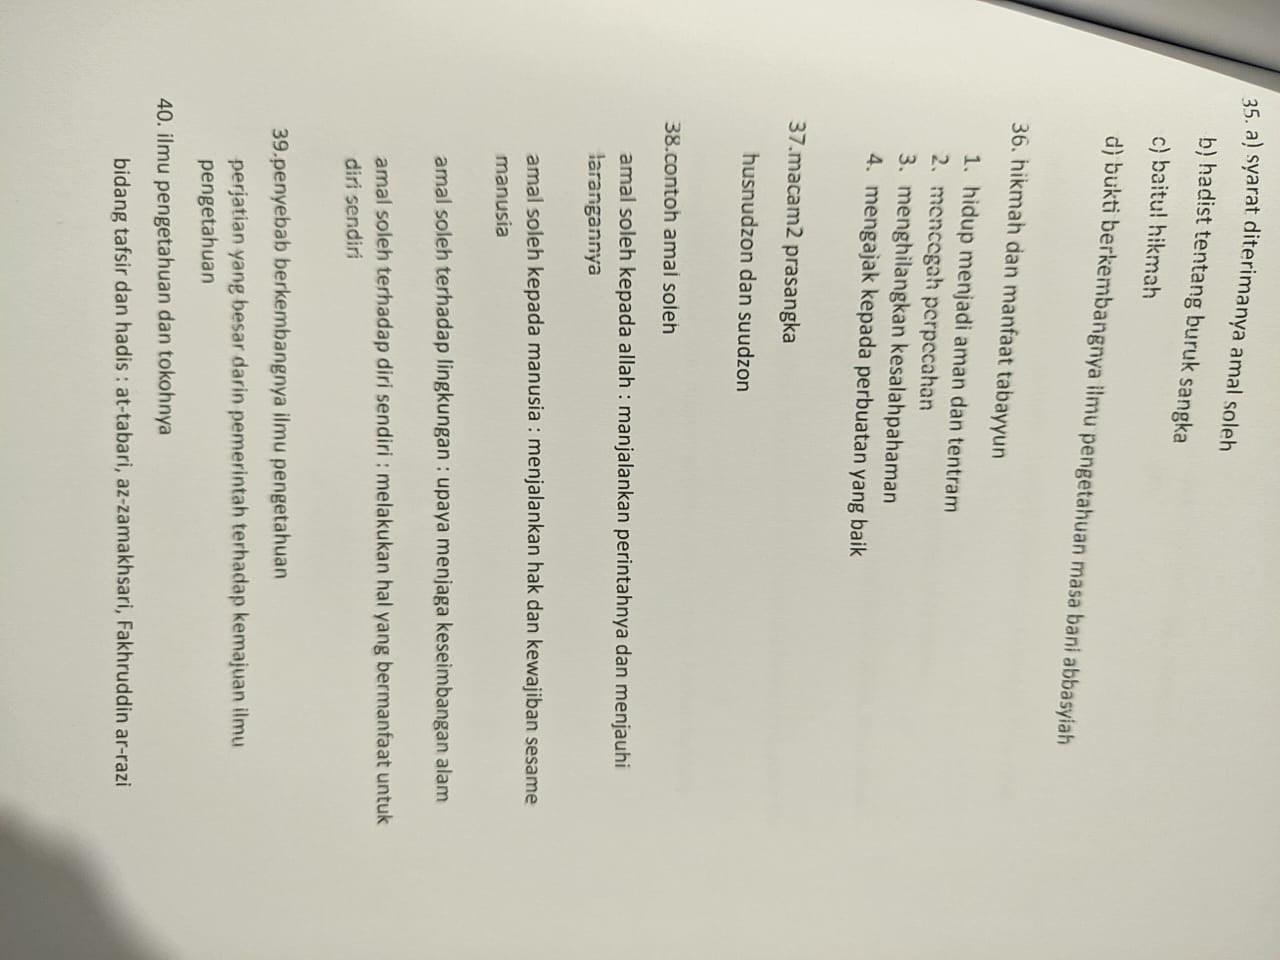 35. a) syarat diterimanya amal soleh
b) hadist tentang buruk sangka
c) baitul hikmah
d) bukti berkembangnya ilmu pengetahuan masa bani abbasyiah
36. hikmah dan manfaat tabayyun
1. hidup menjadi aman dan tentram
2. mencegah perpecahan
3. menghilangkan kesalahpahaman
4. mengajak kepada perbuatan yang baik
37.macam2 prasangka
husnudzon dan suudzon
38.contoh amal soleh
amal soleh kepada allah : manjalankan perintahnya dan menjauhi
larangannya
amal soleh kepada manusia : menjalankan hak dan kewajiban sesame
manusia
amal soleh terhadap lingkungan : upaya menjaga keseimbangan alam
amal soleh terhadap diri sendiri : melakukan hal yang bermanfaat untuk
diri sendiri
39.penyebab berkembangnya ilmu pengetahuan
perjatian yang besar darin pemerintah terhadap kemajuan ilmu
pengetahuan
40. ilmu pengetahuan dan tokohnya
bidang tafsir dan hadis : at-tabari, az-zamakhsari, Fakhruddin ar-razi